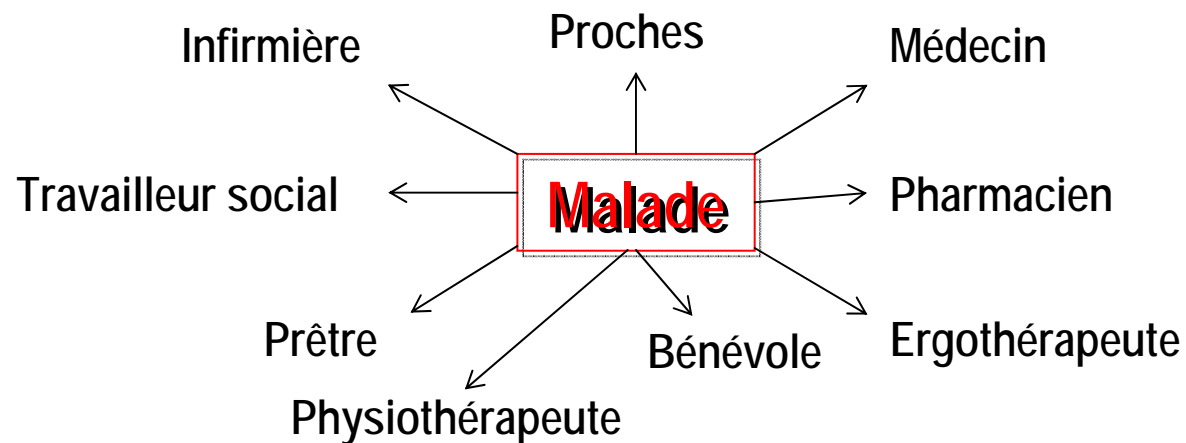 Infirmière
Proches
Médecin
Travailleur social
Malade
Pharmacien
Prêtre
Bénévole
Ergothérapeute
Physiothérapeute